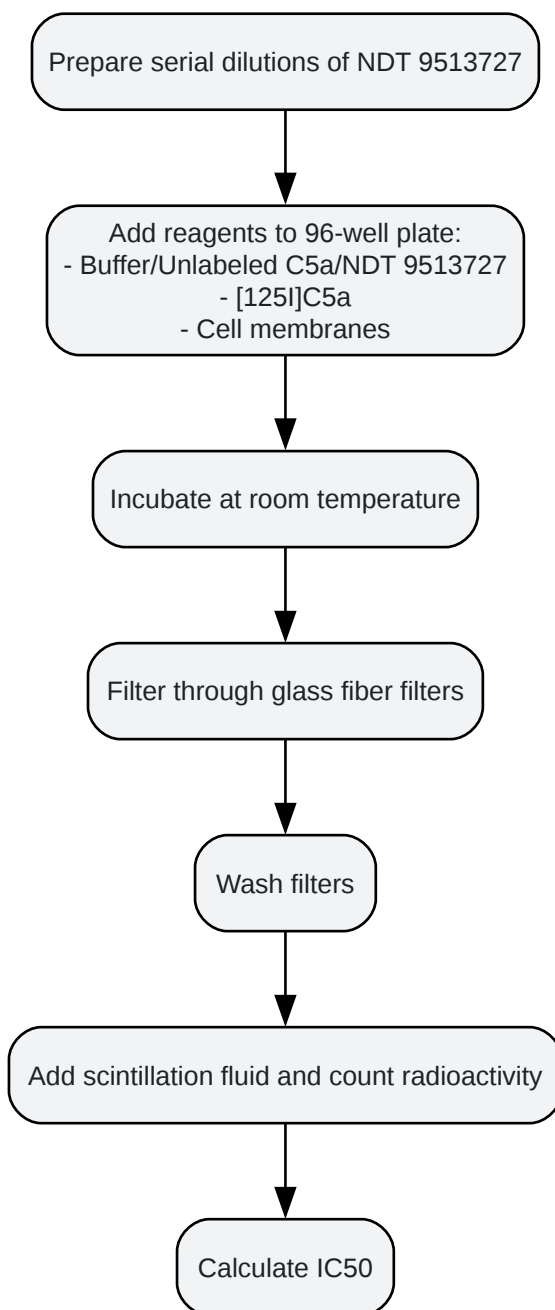 Prepare serial dilutions of NDT 9513727
Add reagents to 96-well plate:
- Buffer/Unlabeled C5a/NDT 9513727
- [125I]C5a
- Cell membranes
Incubate at room temperature
Filter through glass fiber filters
Wash filters
Add scintillation fluid and count radioactivity
Calculate IC50